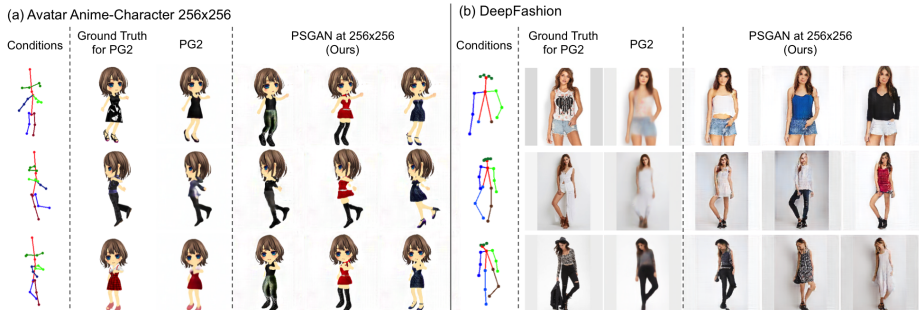 (a) Avatar Anime-Character 256x256
Conditions
Ground Truth
for PG2
PG2
PSGAN at 256x256
(Ours)
(b) DeepFashion
Conditions
Ground Truth
for PG2
PG2
PSGAN at 256x256
(Ours)